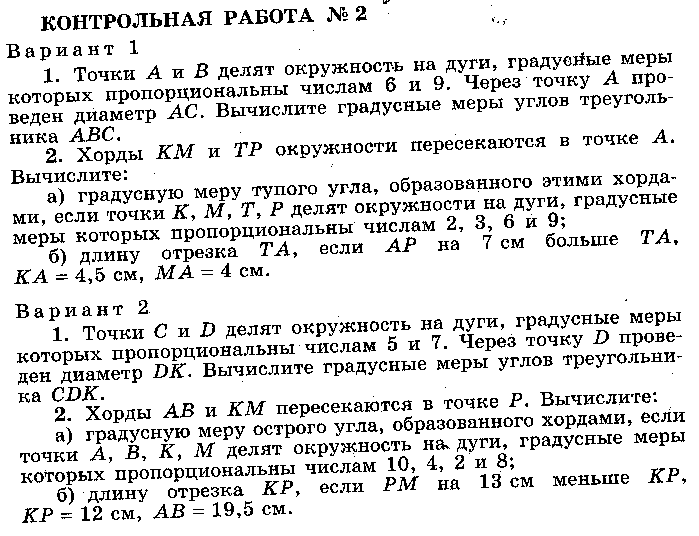 КОНТРОЛЬНАЯ РАБОТА № 2
Вариант 1
1. Точки A и B делят окружность на дуги, градусные меры
которых пропорциональны числам 6 и 9. Через точку A про-
веден диаметр AC. Вычислите градусные меры углов треуголь-
ника ABC.
2. Хорды KM и TP окружности пересекаются в точке A.
Вычислите:
а) градусную меру тупого угла, образованного этими хорда-
ми, если точки K, M, T, P делят окружности на дуги, градусные
меры которых пропорциональны числам 2, 3, 6 и 9;
б) длину отрезка TA, если AP на 7 см больше TA,
KA = 4,5 см, MA = 4 см.
Вариант 2
1. Точки C и D делят окружность на дуги, градусные меры
которых пропорциональны числам 5 и 7. Через точку D прове-
ден диаметр DK. Вычислите градусные меры углов треугольни-
ка CDK.
2. Хорды AB и KM пересекаются в точке P. Вычислите:
а) градусную меру острого угла, образованного хордами, если
точки A, B, K, M делят окружность на дуги, градусные меры
которых пропорциональны числам 10, 4, 2 и 8;
б) длину отрезка KP, если PM на 13 см меньше KP,
KP = 12 см, AB = 19,5 см.